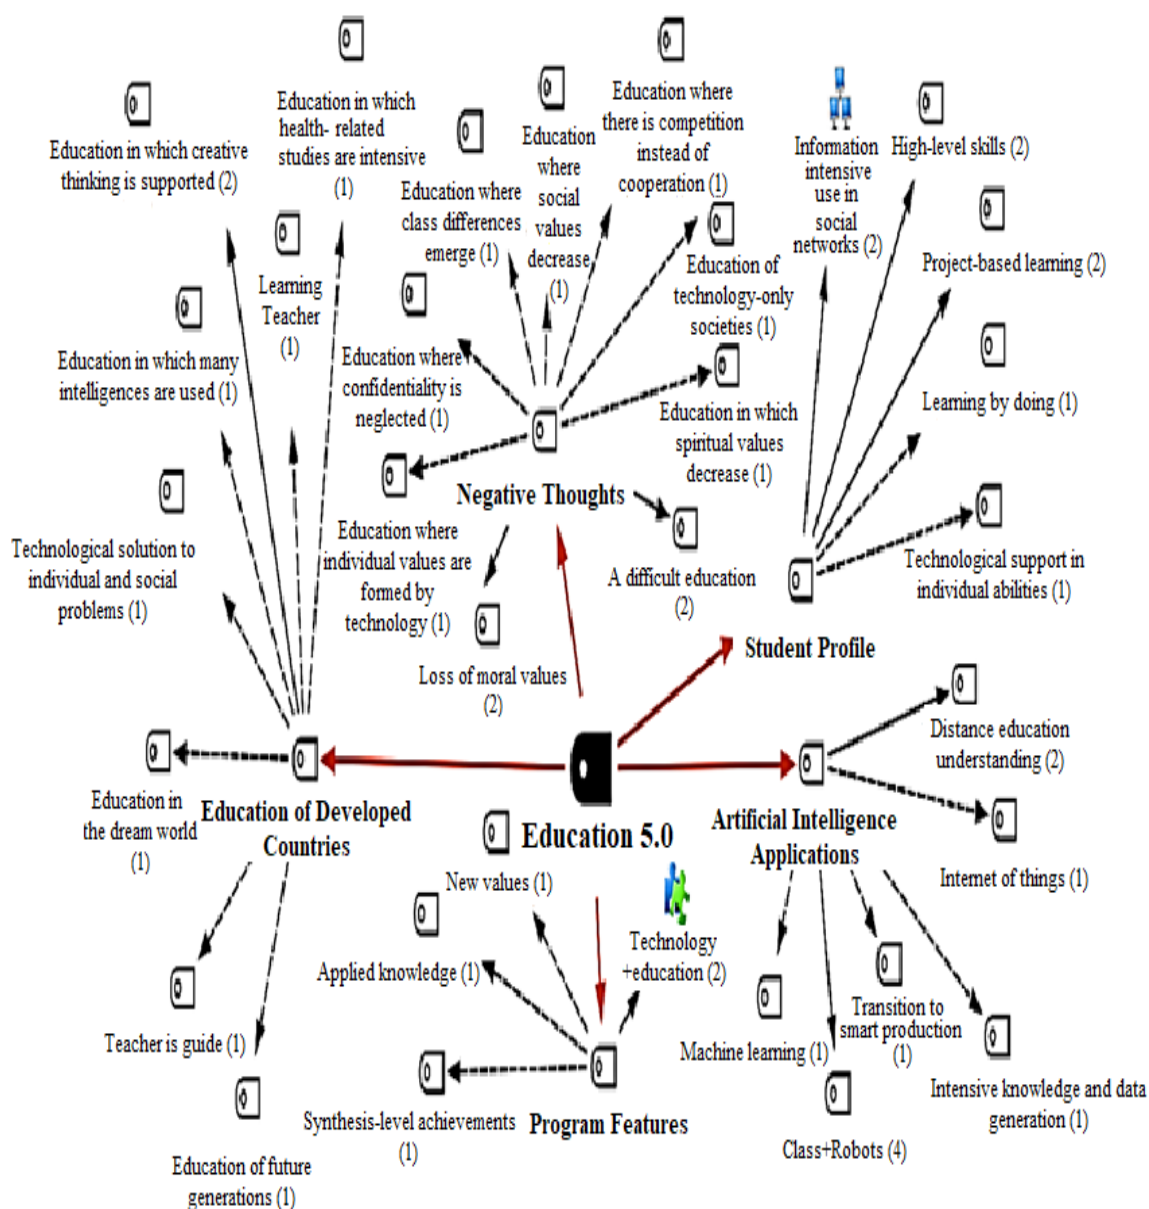 Education in which creative
thinking is supported (2)
Education in which
health- related
studies are intensive
(1)
Education where
class differences
emerge (1)
Education
where
social
values
decrease
(1)
Education where
there is competition
instead of
cooperation (1)
Information
intensive
use in
social
networks (2)
High-level skills (2)
Project-based learning (2)
Learning
Teacher
(1)
Education of
technology-only
societies (1)
Education in which many
intelligences are used (1)
Education where
confidentiality is
neglected (1)
Education in which
spiritual values
decrease (1)
Learning by doing (1)
Negative Thoughts
Technological solution to
individual and social
problems (1)
Education where
individual values are
formed by
technology (1)
A difficult education
(2)
Technological support in
individual abilities (1)
Loss of moral values
(2)
Student Profile
Distance education
understanding (2)
Education in
the dream world
(1)
Education of Developed
Countries
Education 5.0
Artificial Intelligence
Applications
Internet of things (1)
New values (1)
Technology
+education (2)
Applied knowledge (1)
Teacher is guide (1)
Machine learning (1)
Transition to
smart production
(1)
Intensive knowledge and data
generation (1)
Synthesis-level achievements
(1)
Program Features
Class+Robots (4)
Education of future
generations (1)